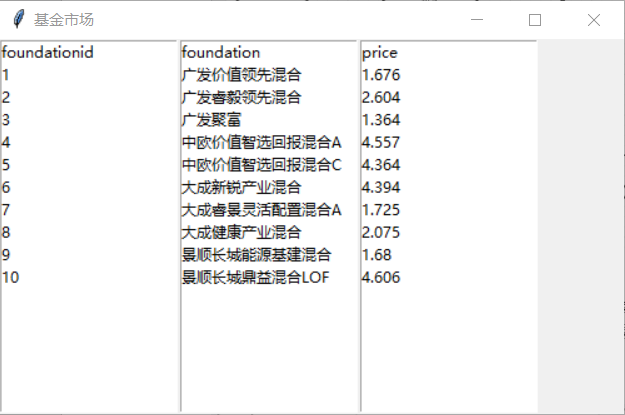 基金市场
foundationid foundation price
1 广发价值领先混合 1.676
2 广发睿毅领先混合 2.604
3 广发聚富 1.364
4 中欧价值智选回报混合A 4.557
5 中欧价值智选回报混合C 4.364
6 大成新锐产业混合 4.394
7 大成睿景灵活配置混合A 1.725
8 大成健康产业混合 2.075
9 景顺长城能源基建混合 1.68
10 景顺长城鼎益混合LOF 4.606